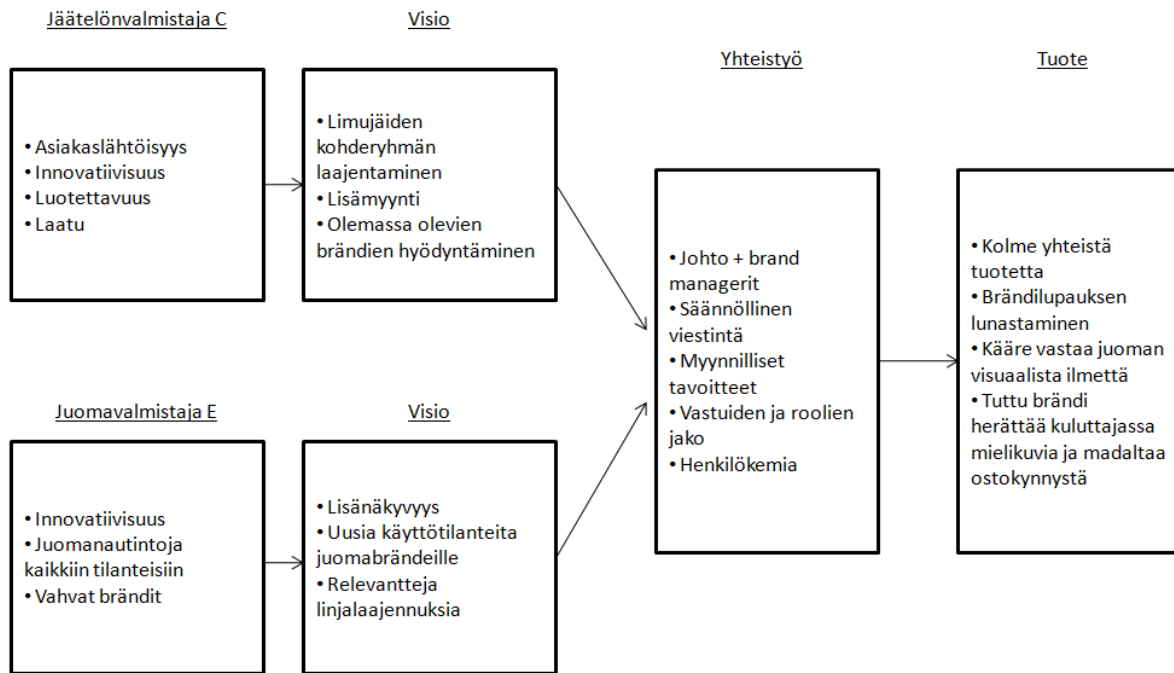 Jäätelönvalmistaja C
• Asiakaslähtöisyys
• Innovatiivisuus
• Luotettavuus
• Laatu
Visio
• Limujäiden
kohderyhmän
laajentaminen
• Lisämyynti
• Olemassa olevien
brändien hyödyntäminen
Juomavalmistaja E
• Innovatiivisuus
• Juomanautintoja
kaikkiin tilanteisiin
• Vahvat brändit
Visio
• Lisänäkyvyys
• Uusia käyttötilanteita
juomabrändeille
• Relevantteja
linjalaajennuksia
Yhteistyö
• Johto + brand
managerit
• Säännöllinen
viestintä
• Myynnilliset
tavoitteet
• Vastuiden ja roolien
jako
• Henkilökemia
Tuote
• Kolme yhteistä
tuotetta
• Brändilupauksen
lunastaminen
• Kääre vastaa juoman
visuaalista ilmettä
• Tuttu brändi
herättää kuluttajassa
mielikuvia ja madaltaa
ostokynnystä